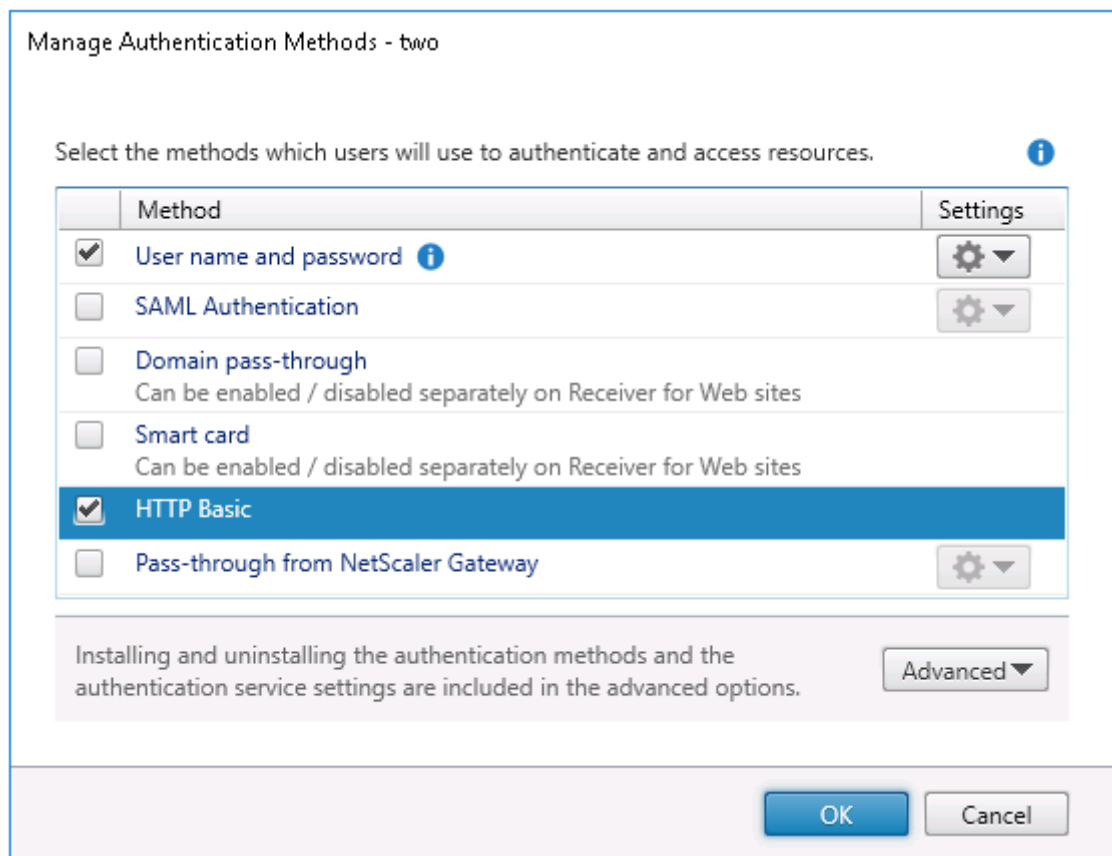 Manage Authentication Methods - two
Select the methods which users will use to authenticate and access resources.
Method Settings
User name and password
SAML Authentication
Domain pass-through
Can be enabled / disabled separately on Receiver for Web sites
Smart card
Can be enabled / disabled separately on Receiver for Web sites
HTTP Basic
Pass-through from NetScaler Gateway
Installing and uninstalling the authentication methods and the
authentication service settings are included in the advanced options.
Advanced
OK Cancel